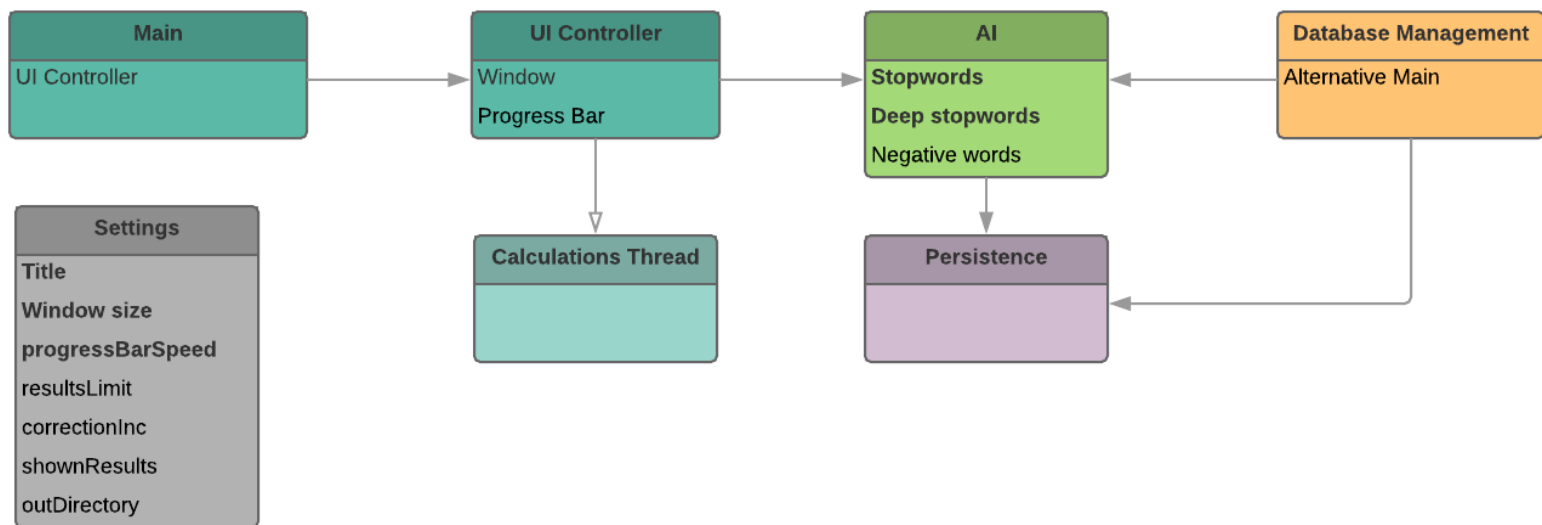 Main
UI Controller
UI Controller
Window
Progress Bar
AI
Stopwords
Deep stopwords
Negative words
Database Management
Alternative Main
Settings
Title
Window size
progressBarSpeed
resultsLimit
correctionInc
shownResults
outDirectory
Calculations Thread
Persistence